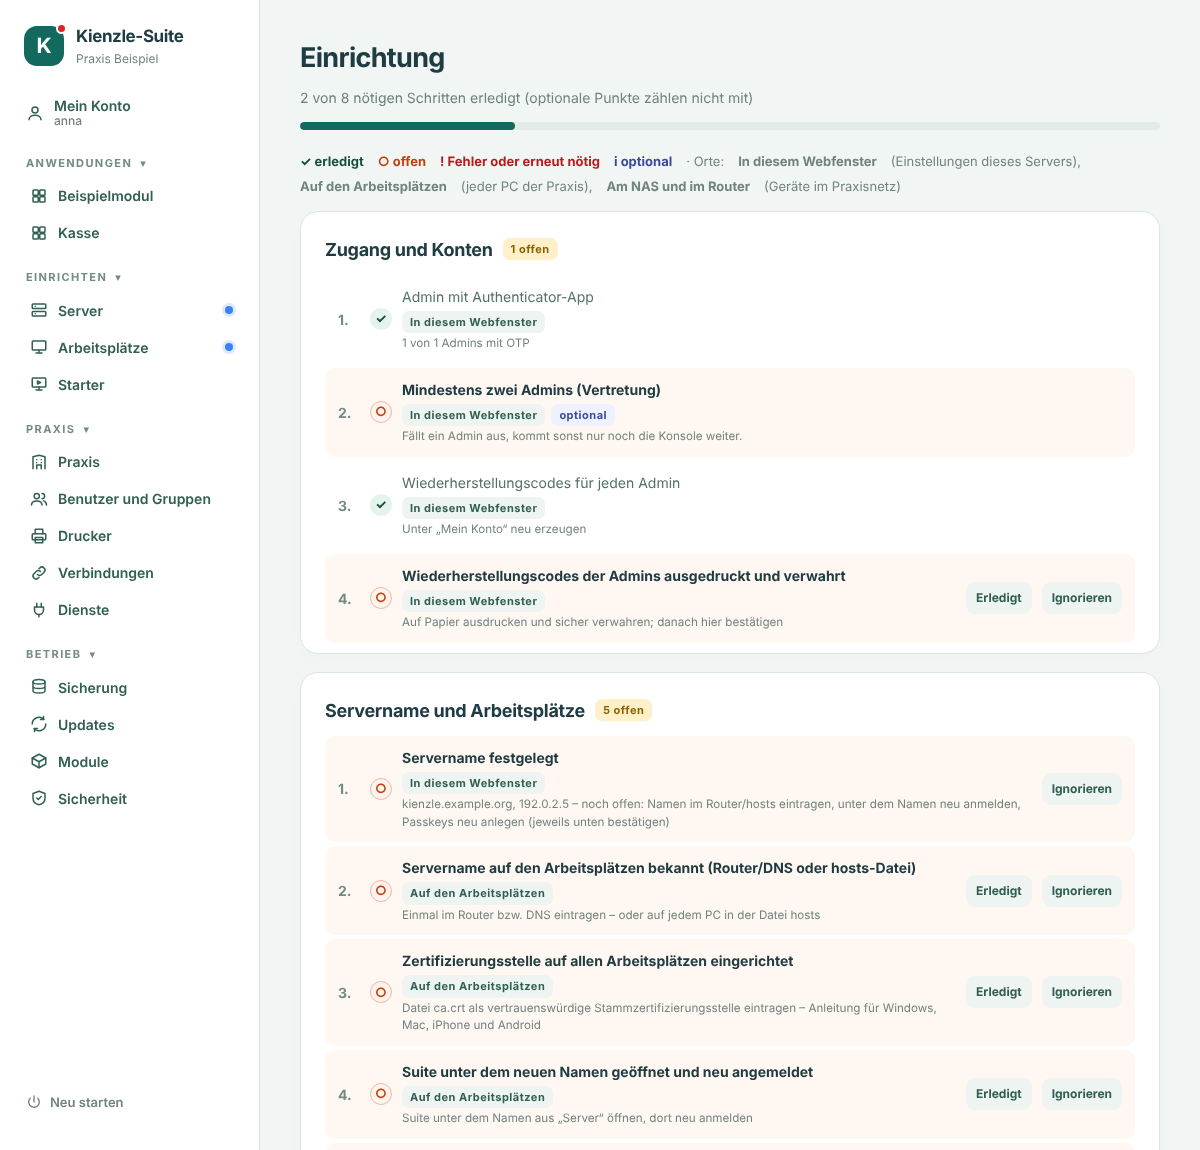 K
Kienzle-Suite
Praxis Beispiel
Mein Konto
anna
ANWENDUNGEN ▾
Beispielmodul
Kasse
EINRICHTEN ▾
Server
Arbeitsplätze
Starter
PRAXIS ▾
Praxis
Benutzer und Gruppen
Drucker
Verbindungen
Dienste
BETRIEB ▾
Sicherung
Updates
Module
Sicherheit
Neu starten
Einrichtung
2 von 8 nötigen Schritten erledigt (optionale Punkte zählen nicht mit)
✓ erledigt O offen ! Fehler oder erneut nötig i optional · Orte: In diesem Webfenster (Einstellungen dieses Servers),
Auf den Arbeitsplätzen (jeder PC der Praxis), Am NAS und im Router (Geräte im Praxisnetz)
Zugang und Konten 1 offen
1. Admin mit Authenticator-App
In diesem Webfenster
1 von 1 Admins mit OTP
2. Mindestens zwei Admins (Vertretung)
In diesem Webfenster optional
Fällt ein Admin aus, kommt sonst nur noch die Konsole weiter.
3. Wiederherstellungscodes für jeden Admin
In diesem Webfenster
Unter „Mein Konto“ neu erzeugen
4. Wiederherstellungscodes der Admins ausgedruckt und verwahrt
In diesem Webfenster
Auf Papier ausdrucken und sicher verwahren; danach hier bestätigen
Erledigt Ignorieren
Servername und Arbeitsplätze 5 offen
1. Servername festgelegt
In diesem Webfenster
kienzle.example.org, 192.0.2.5 – noch offen: Namen im Router/hosts eintragen, unter dem Namen neu anmelden,
Passkeys neu anlegen (jeweils unten bestätigen)
Ignorieren
2. Servername auf den Arbeitsplätzen bekannt (Router/DNS oder hosts-Datei)
Auf den Arbeitsplätzen
Einmal im Router bzw. DNS eintragen – oder auf jedem PC in der Datei hosts
Erledigt Ignorieren
3. Zertifizierungsstelle auf allen Arbeitsplätzen eingerichtet
Auf den Arbeitsplätzen
Datei ca.crt als vertrauenswürdige Stammzertifizierungsstelle eintragen – Anleitung für Windows,
Mac, iPhone und Android
Erledigt Ignorieren
4. Suite unter dem neuen Namen geöffnet und neu angemeldet
Auf den Arbeitsplätzen
Suite unter dem Namen aus „Server“ öffnen, dort neu anmelden
Erledigt Ignorieren